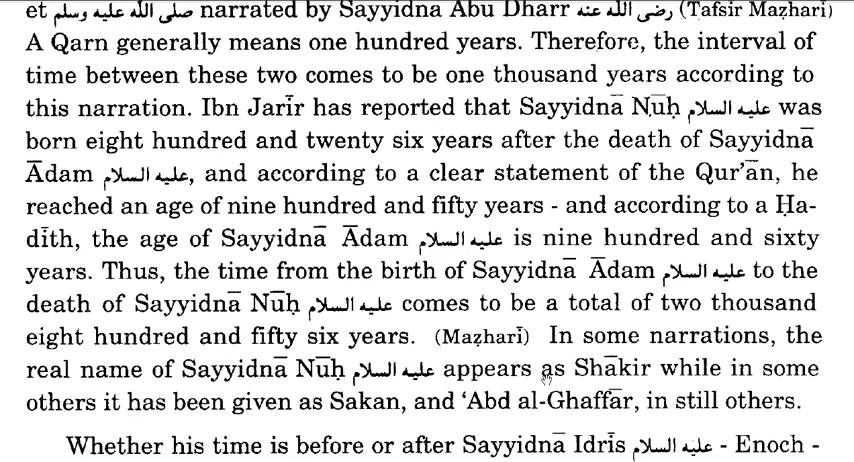 et صلى الله عليه وسلم narrated by Sayyidna Abu Dharr رضى الله عنه (Tafsir Maẓharī)
A Qarn generally means one hundred years. Therefore, the interval of
time between these two comes to be one thousand years according to
this narration. Ibn Jarīr has reported that Sayyidnā Nūḥ عليه السلام was
born eight hundred and twenty six years after the death of Sayyidnā
Ādam عليه السلام, and according to a clear statement of the Qur’ān, he
reached an age of nine hundred and fifty years - and according to a Ḥa-
dīth, the age of Sayyidnā Ādam عليه السلام is nine hundred and sixty
years. Thus, the time from the birth of Sayyidnā Ādam عليه السلام to the
death of Sayyidnā Nūḥ عليه السلام comes to be a total of two thousand
eight hundred and fifty six years. (Maẓharī) In some narrations, the
real name of Sayyidnā Nūḥ عليه السلام appears as Shākir while in some
others it has been given as Sakan, and ‘Abd al-Ghaffār, in still others.
Whether his time is before or after Sayyidnā Idrīs عليه السلام - Enoch -